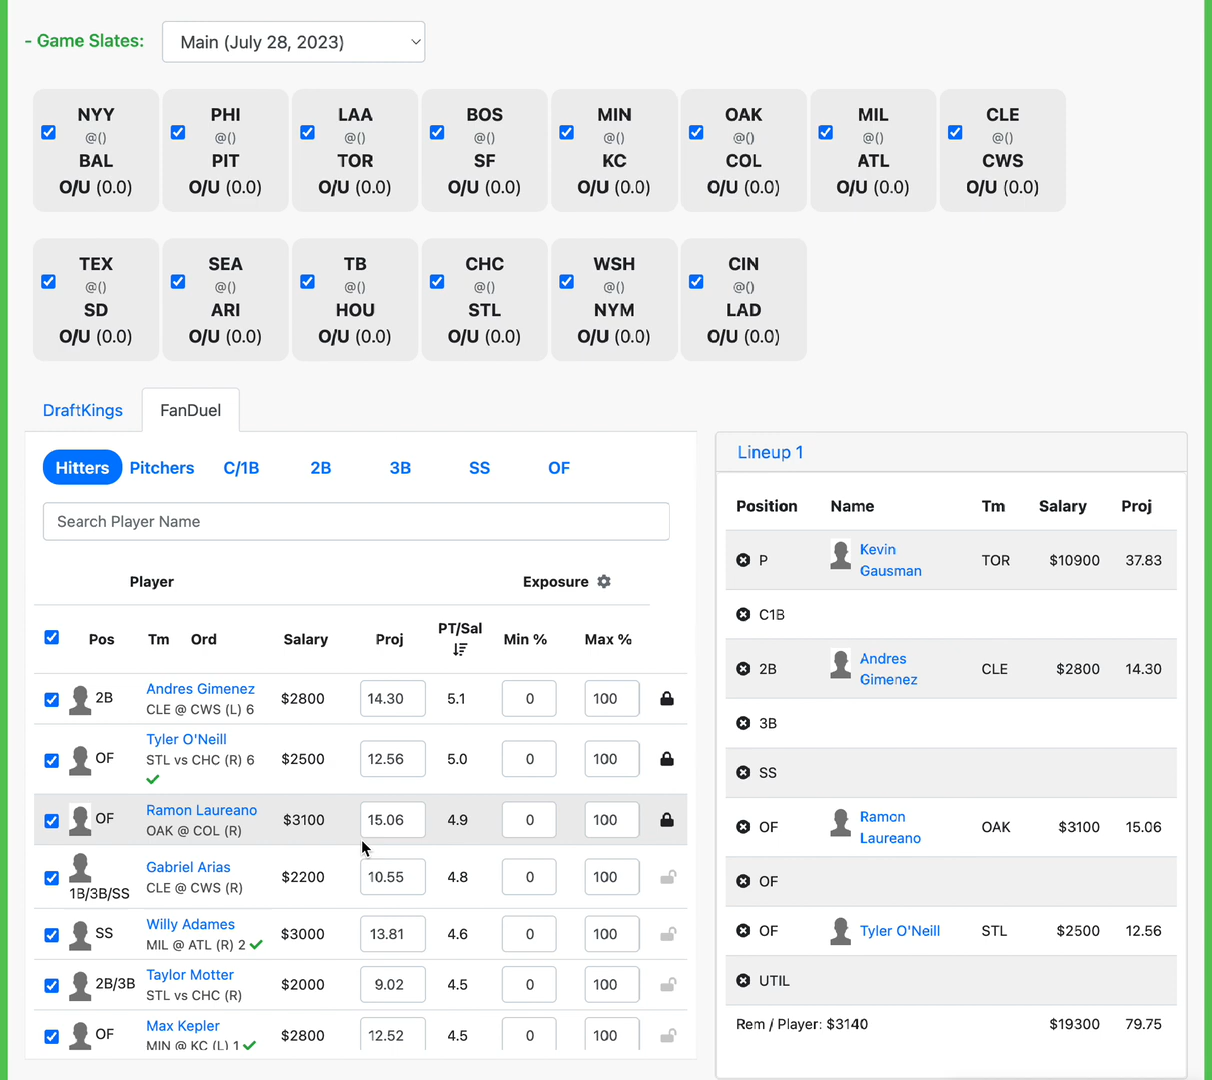 - Game Slates: Main (July 28, 2023)
NYY PHI LAA BOS MIN OAK MIL CLE
@() @() @() @() @() @() @() @()
BAL PIT TOR SF KC COL ATL CWS
O/U (0.0) O/U (0.0) O/U (0.0) O/U (0.0) O/U (0.0) O/U (0.0) O/U (0.0) O/U (0.0)
TEX SEA TB CHC WSH CIN
@() @() @() @() @() @()
SD ARI HOU STL NYM LAD
O/U (0.0) O/U (0.0) O/U (0.0) O/U (0.0) O/U (0.0) O/U (0.0)
DraftKings FanDuel
Hitters Pitchers C/1B 2B 3B SS OF
Search Player Name
Player Exposure
Pos Tm Ord Salary Proj PT/Sal Min % Max %
2B Andres Gimenez $2800 14.30 5.1 0 100
CLE @ CWS (L) 6
Tyler O'Neill
OF STL vs CHC (R) 6 $2500 12.56 5.0 0 100
OF Ramon Laureano $3100 15.06 4.9 0 100
OAK @ COL (R)
Gabriel Arias $2200 10.55 4.8 0 100
1B/3B/SS CLE @ CWS (R)
SS Willy Adames $3000 13.81 4.6 0 100
MIL @ ATL (R) 2
2B/3B Taylor Motter $2000 9.02 4.5 0 100
STL vs CHC (R)
OF Max Kepler $2800 12.52 4.5 0 100
MIN @ KC (L) 1
Lineup 1
Position Name Tm Salary Proj
P Kevin Gausman TOR $10900 37.83
C1B
2B Andres Gimenez CLE $2800 14.30
3B
SS
OF Ramon Laureano OAK $3100 15.06
OF
OF Tyler O'Neill STL $2500 12.56
UTIL
Rem / Player: $3140 $19300 79.75